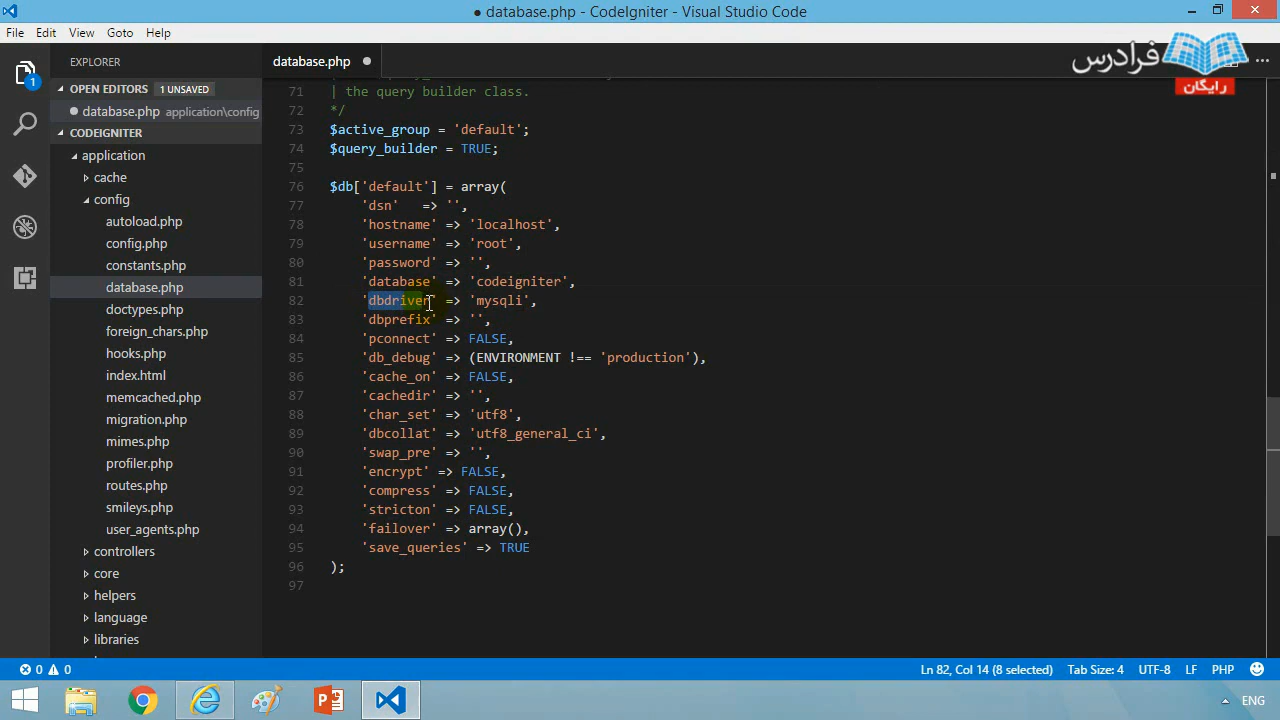 ● database.php - CodeIgniter - Visual Studio Code
File Edit View Goto Help
EXPLORER
database.php
فرادرس
رایگان
OPEN EDITORS 1 UNSAVED
database.php application\config
CODEIGNITER
application
cache
config
autoload.php
config.php
constants.php
database.php
doctypes.php
foreign_chars.php
hooks.php
index.html
memcached.php
migration.php
mimes.php
profiler.php
routes.php
smileys.php
user_agents.php
controllers
core
helpers
language
libraries
71 | the query builder class.
72 */
73 $active_group = 'default';
74 $query_builder = TRUE;
75
76 $db['default'] = array(
77 'dsn' => '',
78 'hostname' => 'localhost',
79 'username' => 'root',
80 'password' => '',
81 'database' => 'codeigniter',
82 'dbdriver' => 'mysqli',
83 'dbprefix' => '',
84 'pconnect' => FALSE,
85 'db_debug' => (ENVIRONMENT !== 'production'),
86 'cache_on' => FALSE,
87 'cachedir' => '',
88 'char_set' => 'utf8',
89 'dbcollat' => 'utf8_general_ci',
90 'swap_pre' => '',
91 'encrypt' => FALSE,
92 'compress' => FALSE,
93 'stricton' => FALSE,
94 'failover' => array(),
95 'save_queries' => TRUE
96 );
97
0 0
Ln 82, Col 14 (8 selected) Tab Size: 4 UTF-8 LF PHP
ENG